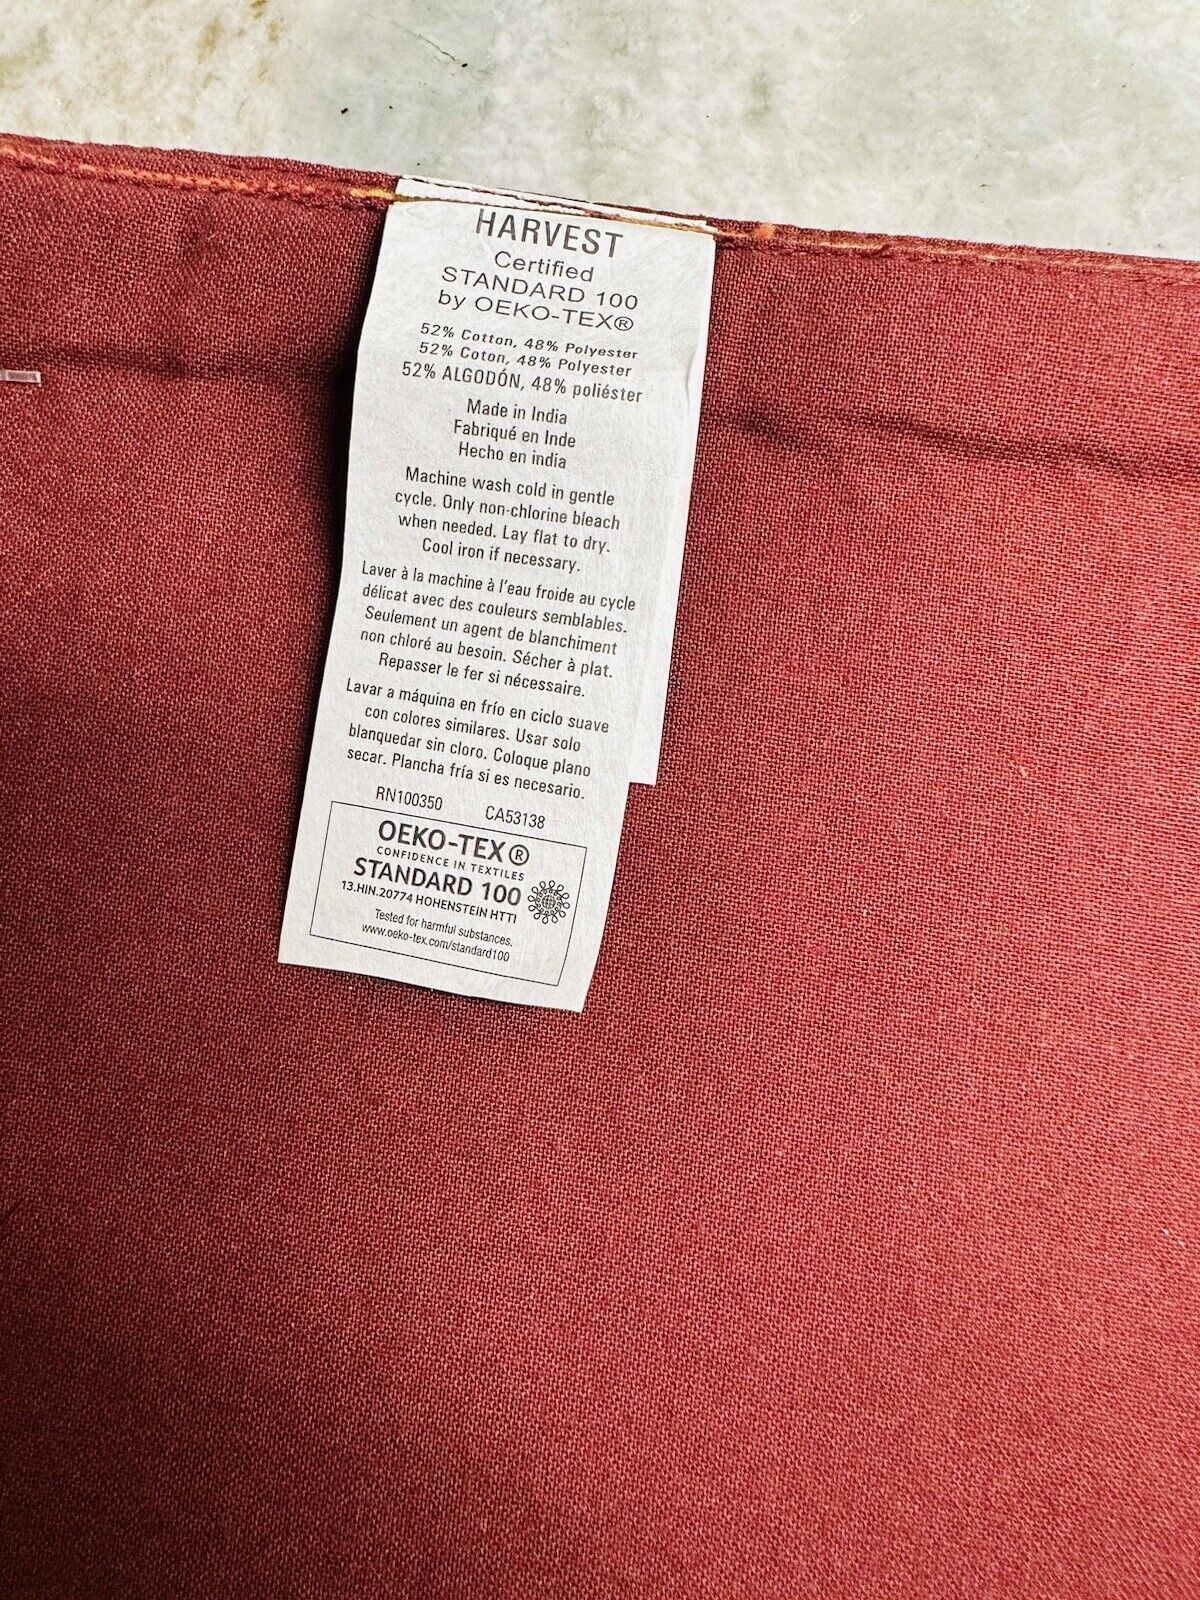 HARVEST
Certified
STANDARD 100
by OEKO-TEX®
52% Cotton, 48% Polyester
52% Coton, 48% Polyester
52% ALGODÓN, 48% poliéster
Made in India
Fabriqué en Inde
Hecho en india
Machine wash cold in gentle
cycle. Only non-chlorine bleach
when needed. Lay flat to dry.
Cool iron if necessary.
Laver à la machine à l'eau froide au cycle
délicat avec des couleurs semblables.
Seulement un agent de blanchiment
non chloré au besoin. Sécher à plat.
Repasser le fer si nécessaire.
Lavar a máquina en frío en ciclo suave
con colores similares. Usar solo
blanquedar sin cloro. Coloque plano
secar. Plancha fría si es necesario.
RN100350 CA53138
OEKO-TEX®
CONFIDENCE IN TEXTILES
STANDARD 100
13.HIN.20774 HOHENSTEIN HTTI
Tested for harmful substances.
www.oeko-tex.com/standard100